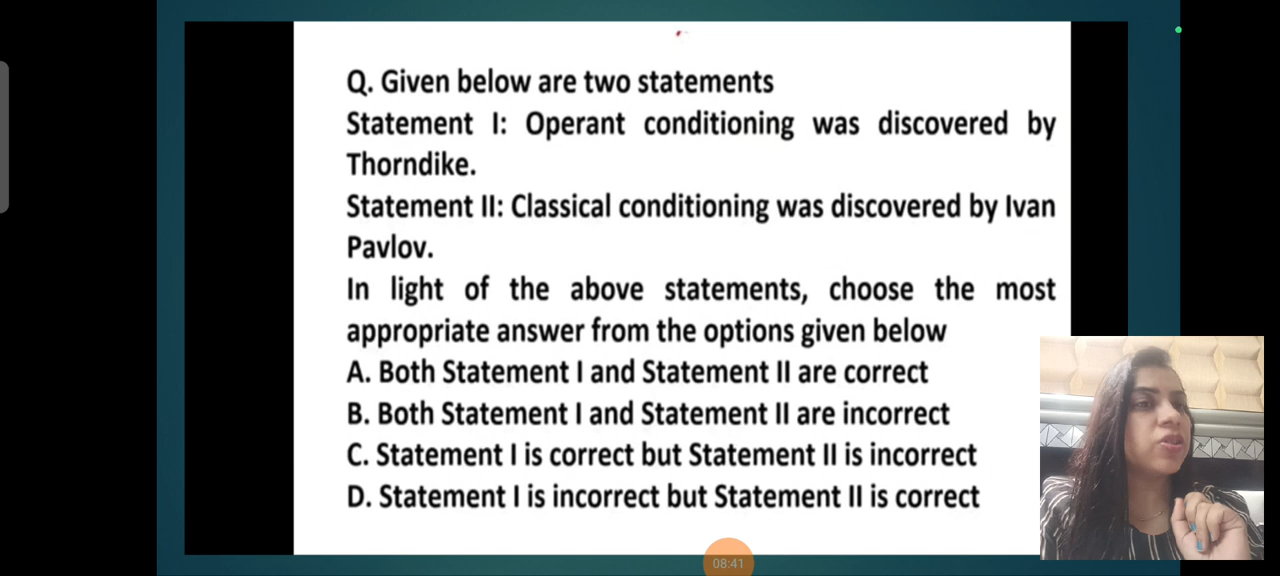 Q. Given below are two statements
Statement I: Operant conditioning was discovered by
Thorndike.
Statement II: Classical conditioning was discovered by Ivan
Pavlov.
In light of the above statements, choose the most
appropriate answer from the options given below
A. Both Statement I and Statement II are correct
B. Both Statement I and Statement II are incorrect
C. Statement I is correct but Statement II is incorrect
D. Statement I is incorrect but Statement II is correct
08:41